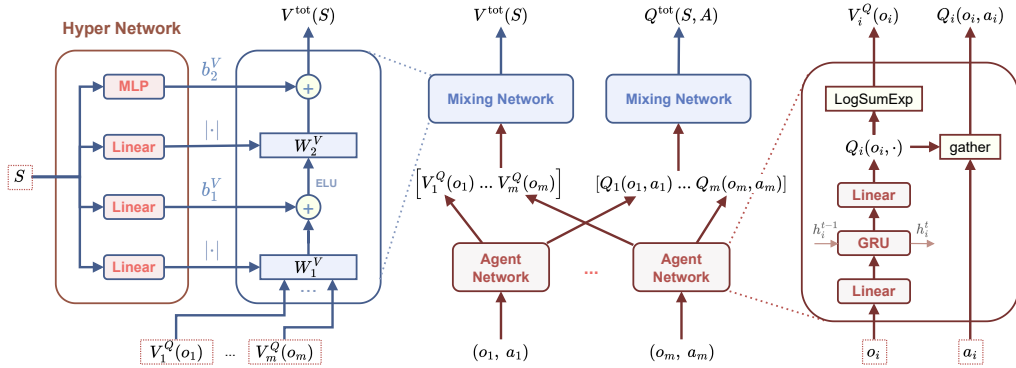 Hyper Network
S
MLP
Linear
Linear
Linear
b_2^V
|·|
b_1^V
|·|
V^tot(S)
+
W_2^V
ELU
+
W_1^V
...
V_1^Q(o_1) ... V_m^Q(o_m)
V^tot(S)
Q^tot(S, A)
Mixing Network
Mixing Network
[V_1^Q(o_1) ... V_m^Q(o_m)]
[Q_1(o_1, a_1) ... Q_m(o_m, a_m)]
Agent
Network
...
Agent
Network
(o_1, a_1)
(o_m, a_m)
V_i^Q(o_i)
Q_i(o_i, a_i)
LogSumExp
Q_i(o_i, ·)
gather
Linear
h_i^{t-1}
GRU
h_i^t
Linear
o_i
a_i